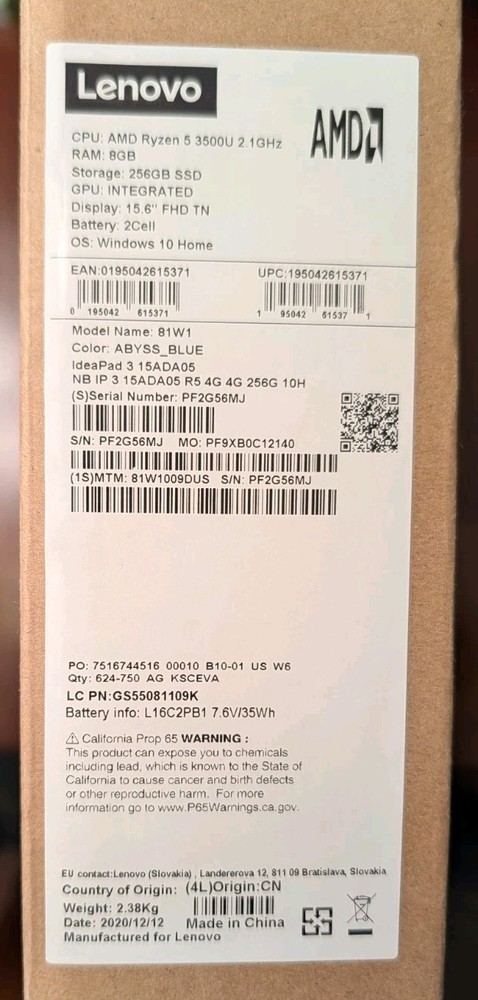 Lenovo
AMD
CPU: AMD Ryzen 5 3500U 2.1GHz
RAM: 8GB
Storage: 256GB SSD
GPU: INTEGRATED
Display: 15.6" FHD TN
Battery: 2Cell
OS: Windows 10 Home
EAN:0195042615371 UPC:195042615371
0 195042 615371 1 95042 61537 1
Model Name: 81W1
Color: ABYSS_BLUE
IdeaPad 3 15ADA05
NB IP 3 15ADA05 R5 4G 4G 256G 10H
(S)Serial Number: PF2G56MJ
S/N: PF2G56MJ MO: PF9XB0C12140
(1S)MTM: 81W1009DUS S/N: PF2G56MJ
PO: 7516744516 00010 B10-01 US W6
Qty: 624-750 AG KSCEVA
LC PN:GS55081109K
Battery info: L16C2PB1 7.6V/35Wh
⚠ California Prop 65 WARNING :
This product can expose you to chemicals
including lead, which is known to the State of
California to cause cancer and birth defects
or other reproductive harm. For more
information go to www.P65Warnings.ca.gov.
EU contact:Lenovo (Slovakia) , Landererova 12, 811 09 Bratislava, Slovakia
Country of Origin: (4L)Origin:CN
Weight: 2.38Kg
Date: 2020/12/12 Made in China
Manufactured for Lenovo